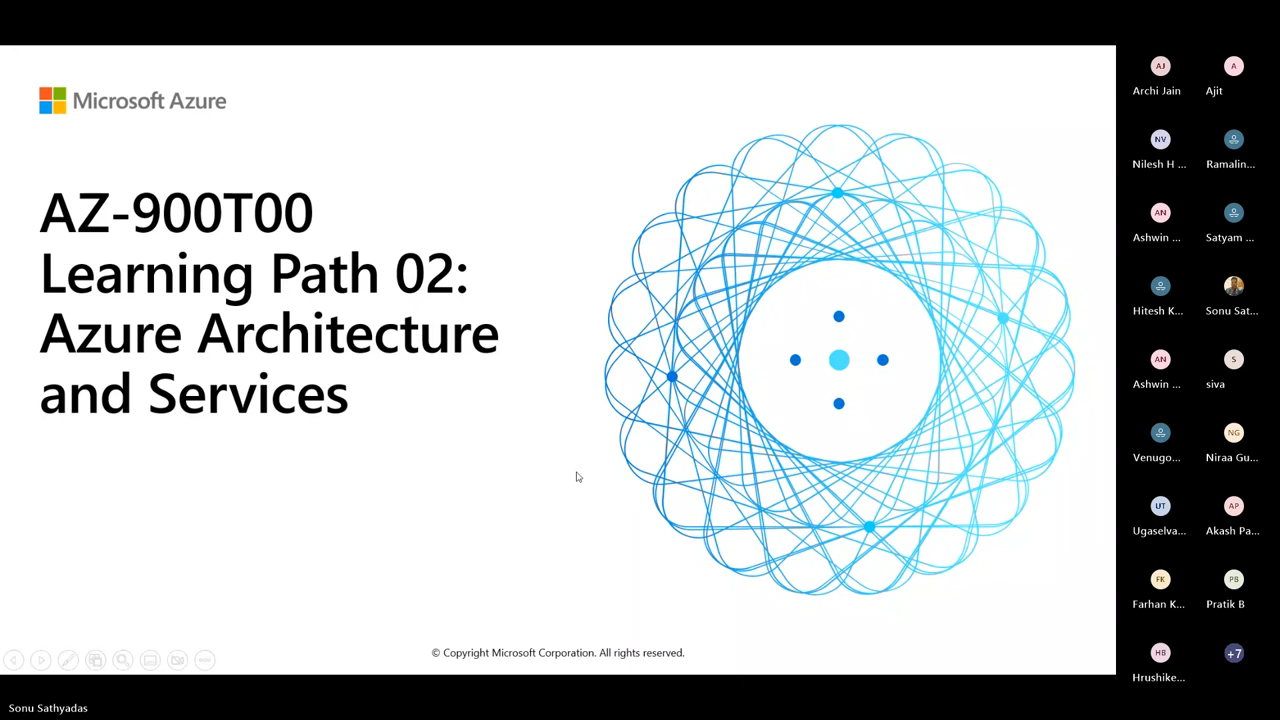 Microsoft Azure
AZ-900T00
Learning Path 02:
Azure Architecture
and Services
© Copyright Microsoft Corporation. All rights reserved.
Sonu Sathyadas
AJ
Archi Jain
A
Ajit
NV
Nilesh H ...
Ramalin...
AN
Ashwin ...
Satyam ...
Hitesh K...
Sonu Sat...
AN
Ashwin ...
S
siva
Venugo...
NG
Niraa Gu...
UT
Ugaselva...
AP
Akash Pa...
FK
Farhan K...
PB
Pratik B
HB
Hrushike...
+7